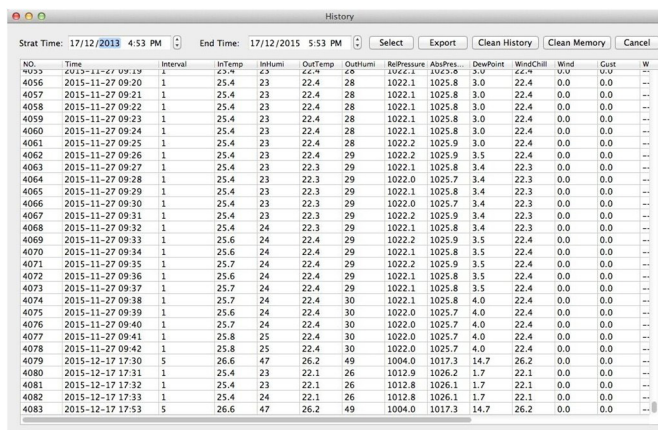 History
Strat Time: 17/12/2013 4:53 PM End Time: 17/12/2015 5:53 PM Select Export Clean History Clean Memory Cancel
NO. Time Interval InTemp InHumi OutTemp OutHumi RelPressure AbsPres... DewPoint WindChill Wind Gust W
4055 2015-11-27 09:19 1 25.4 23 22.4 28 1022.1 1025.8 3.0 22.4 0.0 0.0 ---
4056 2015-11-27 09:20 1 25.4 23 22.4 28 1022.1 1025.8 3.0 22.4 0.0 0.0 ---
4057 2015-11-27 09:21 1 25.4 23 22.4 28 1022.1 1025.8 3.0 22.4 0.0 0.0 ---
4058 2015-11-27 09:22 1 25.4 23 22.4 28 1022.1 1025.8 3.0 22.4 0.0 0.0 ---
4059 2015-11-27 09:23 1 25.4 23 22.4 28 1022.1 1025.8 3.0 22.4 0.0 0.0 ---
4060 2015-11-27 09:24 1 25.4 23 22.4 28 1022.1 1025.8 3.0 22.4 0.0 0.0 ---
4061 2015-11-27 09:25 1 25.4 23 22.4 28 1022.2 1025.9 3.0 22.4 0.0 0.0 ---
4062 2015-11-27 09:26 1 25.4 23 22.4 29 1022.2 1025.9 3.5 22.4 0.0 0.0 ---
4063 2015-11-27 09:27 1 25.4 23 22.3 29 1022.1 1025.8 3.4 22.3 0.0 0.0 ---
4064 2015-11-27 09:28 1 25.4 23 22.3 29 1022.0 1025.7 3.4 22.3 0.0 0.0 ---
4065 2015-11-27 09:29 1 25.4 23 22.3 29 1022.1 1025.8 3.4 22.3 0.0 0.0 ---
4066 2015-11-27 09:30 1 25.4 23 22.3 29 1022.0 1025.7 3.4 22.3 0.0 0.0 ---
4067 2015-11-27 09:31 1 25.4 23 22.3 29 1022.2 1025.9 3.4 22.3 0.0 0.0 ---
4068 2015-11-27 09:32 1 25.4 24 22.3 29 1022.1 1025.8 3.4 22.3 0.0 0.0 ---
4069 2015-11-27 09:33 1 25.6 24 22.4 29 1022.2 1025.9 3.5 22.4 0.0 0.0 ---
4070 2015-11-27 09:34 1 25.6 24 22.4 29 1022.1 1025.8 3.5 22.4 0.0 0.0 ---
4071 2015-11-27 09:35 1 25.7 24 22.4 29 1022.2 1025.9 3.5 22.4 0.0 0.0 ---
4072 2015-11-27 09:36 1 25.6 24 22.4 29 1022.1 1025.8 3.5 22.4 0.0 0.0 ---
4073 2015-11-27 09:37 1 25.7 24 22.4 29 1022.1 1025.8 3.5 22.4 0.0 0.0 ---
4074 2015-11-27 09:38 1 25.7 24 22.4 30 1022.1 1025.8 4.0 22.4 0.0 0.0 ---
4075 2015-11-27 09:39 1 25.6 24 22.4 30 1022.0 1025.7 4.0 22.4 0.0 0.0 ---
4076 2015-11-27 09:40 1 25.7 24 22.4 30 1022.0 1025.7 4.0 22.4 0.0 0.0 ---
4077 2015-11-27 09:41 1 25.8 25 22.4 30 1022.0 1025.7 4.0 22.4 0.0 0.0 ---
4078 2015-11-27 09:42 1 25.8 25 22.4 30 1022.0 1025.7 4.0 22.4 0.0 0.0 ---
4079 2015-12-17 17:30 5 26.6 47 26.2 49 1004.0 1017.3 14.7 26.2 0.0 0.0 ---
4080 2015-12-17 17:31 1 25.4 23 22.1 26 1012.9 1026.2 1.7 22.1 0.0 0.0 ---
4081 2015-12-17 17:32 1 25.4 23 22.1 26 1012.8 1026.1 1.7 22.1 0.0 0.0 ---
4082 2015-12-17 17:33 1 25.4 24 22.1 26 1012.8 1026.1 1.7 22.1 0.0 0.0 ---
4083 2015-12-17 17:53 5 26.6 47 26.2 49 1004.0 1017.3 14.7 26.2 0.0 0.0 ---